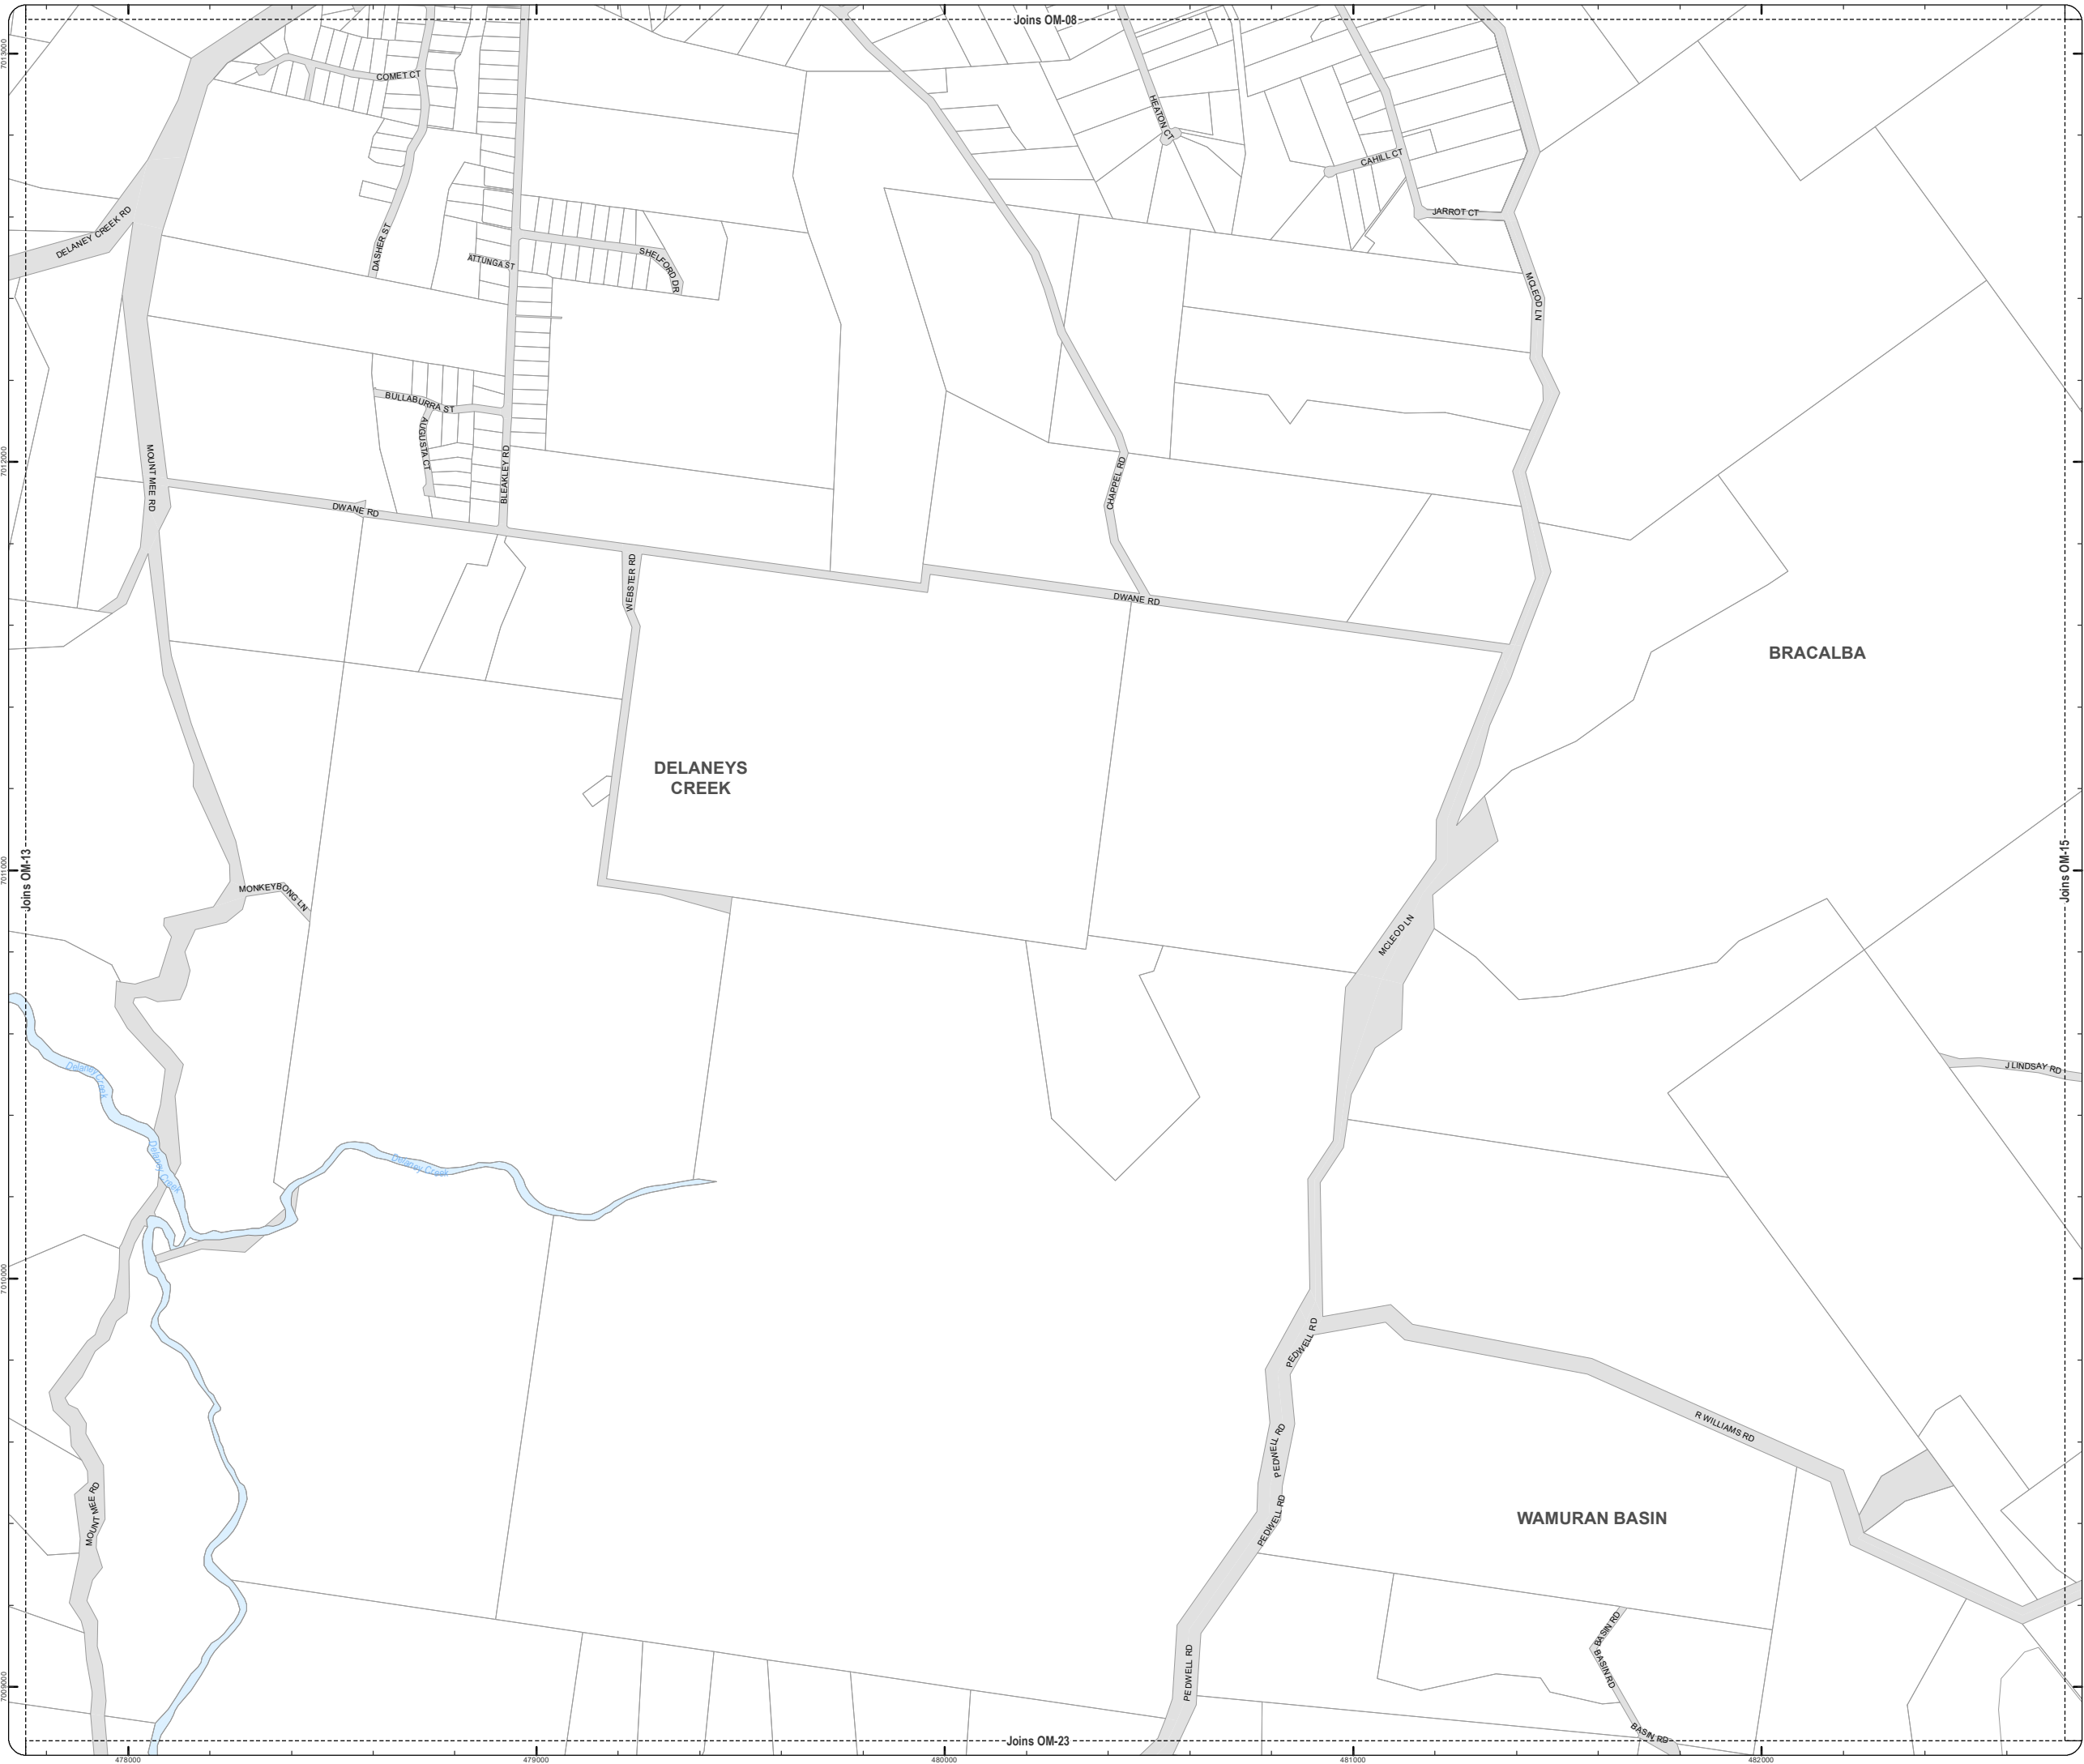 Joins OM-08
7013000
COMET CT
HEATON CT
CAHILL CT
JARROT CT
DELANEY CREEK RD
DASHER ST
ATTUNGA ST
SHELFORD DR
MCLEOD LN
BULLABURRA ST
AUGUSTA CT
BLEAKLEY RD
MOUNT MEE RD
7012000
CHAPPEL RD
DWANE RD
WEBSTER RD
DWANE RD
BRACALBA
DELANEYS
CREEK
Joins OM-13
7011000
Joins OM-15
MONKEYBONG LN
MCLEOD LN
J LINDSAY RD
Delaney Creek
Delaney Creek
Delaney Creek
7010000
PEDWELL RD
R WILLIAMS RD
PEDWELL RD
MOUNT MEE RD
PEDWELL RD
WAMURAN BASIN
BASIN RD
BASIN RD
PEDWELL RD
7009000
BASIN RD
Joins OM-23
478000
479000
480000
481000
482000